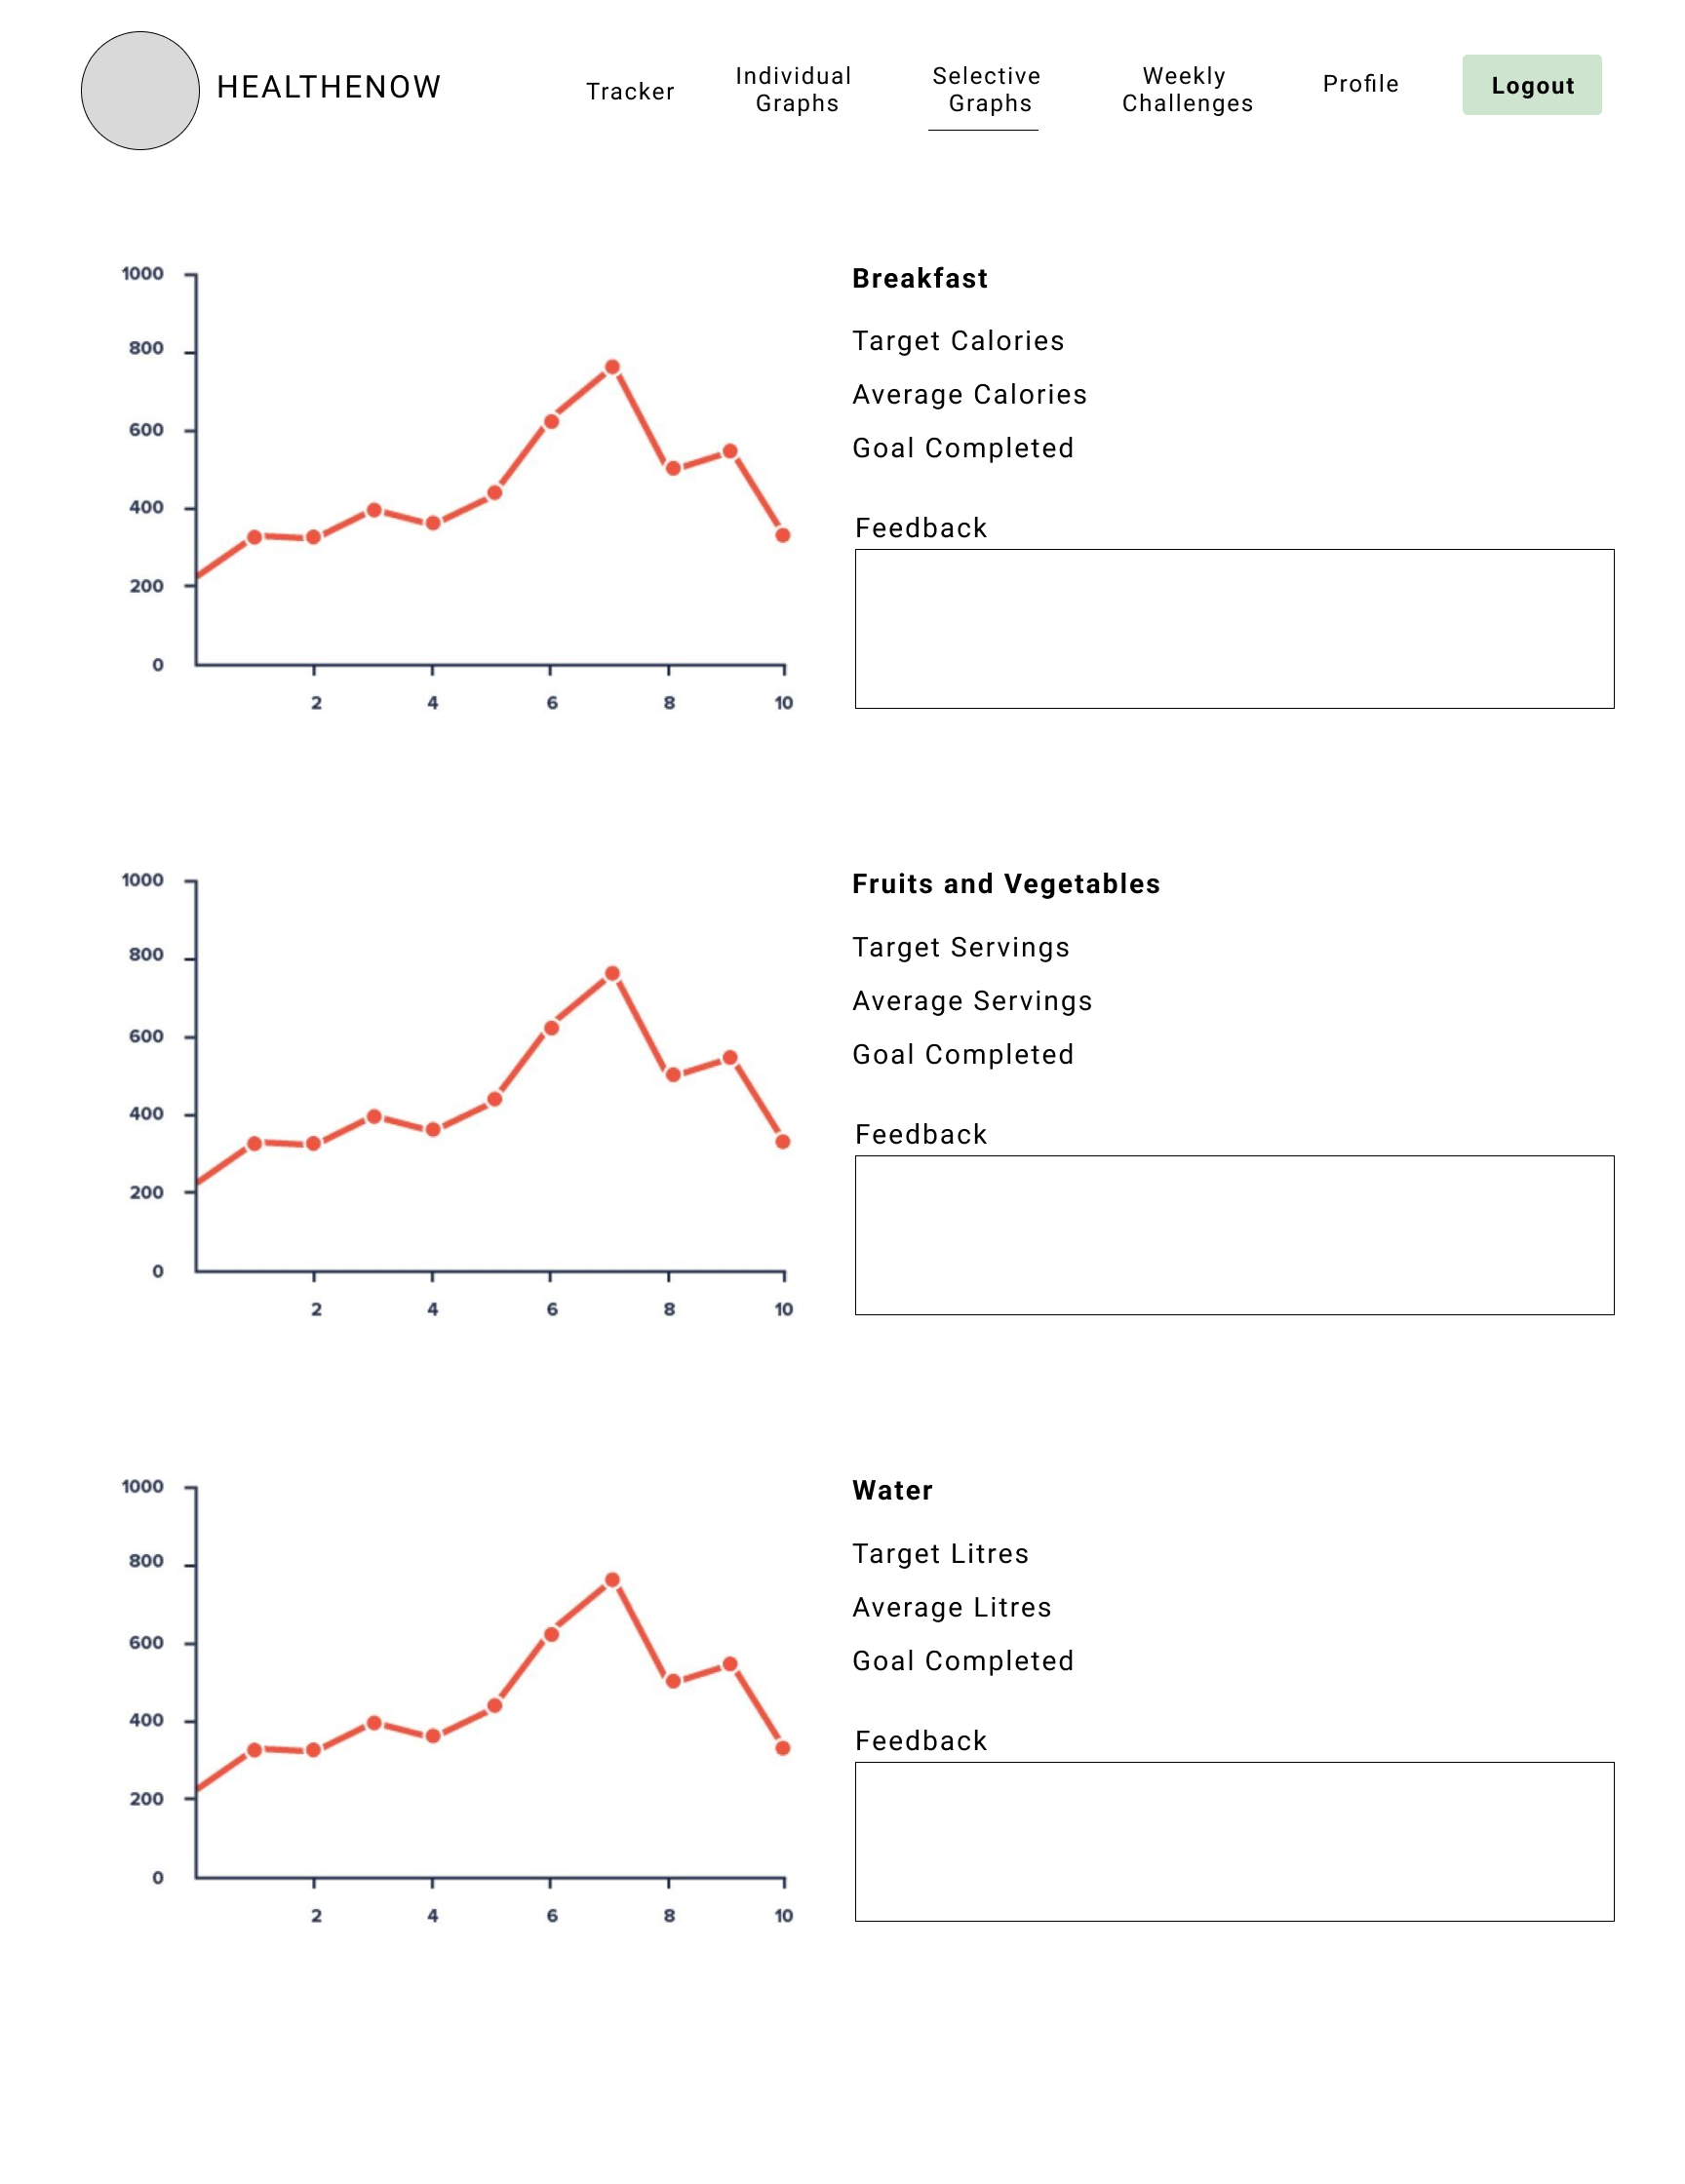 HEALTHENOW
Tracker
Individual
Graphs
Selective
Graphs
Weekly
Challenges
Profile
Logout
1000
800
600
400
200
0
2 4 6 8 10
Breakfast
Target Calories
Average Calories
Goal Completed
Feedback
1000
800
600
400
200
0
2 4 6 8 10
Fruits and Vegetables
Target Servings
Average Servings
Goal Completed
Feedback
1000
800
600
400
200
0
2 4 6 8 10
Water
Target Litres
Average Litres
Goal Completed
Feedback